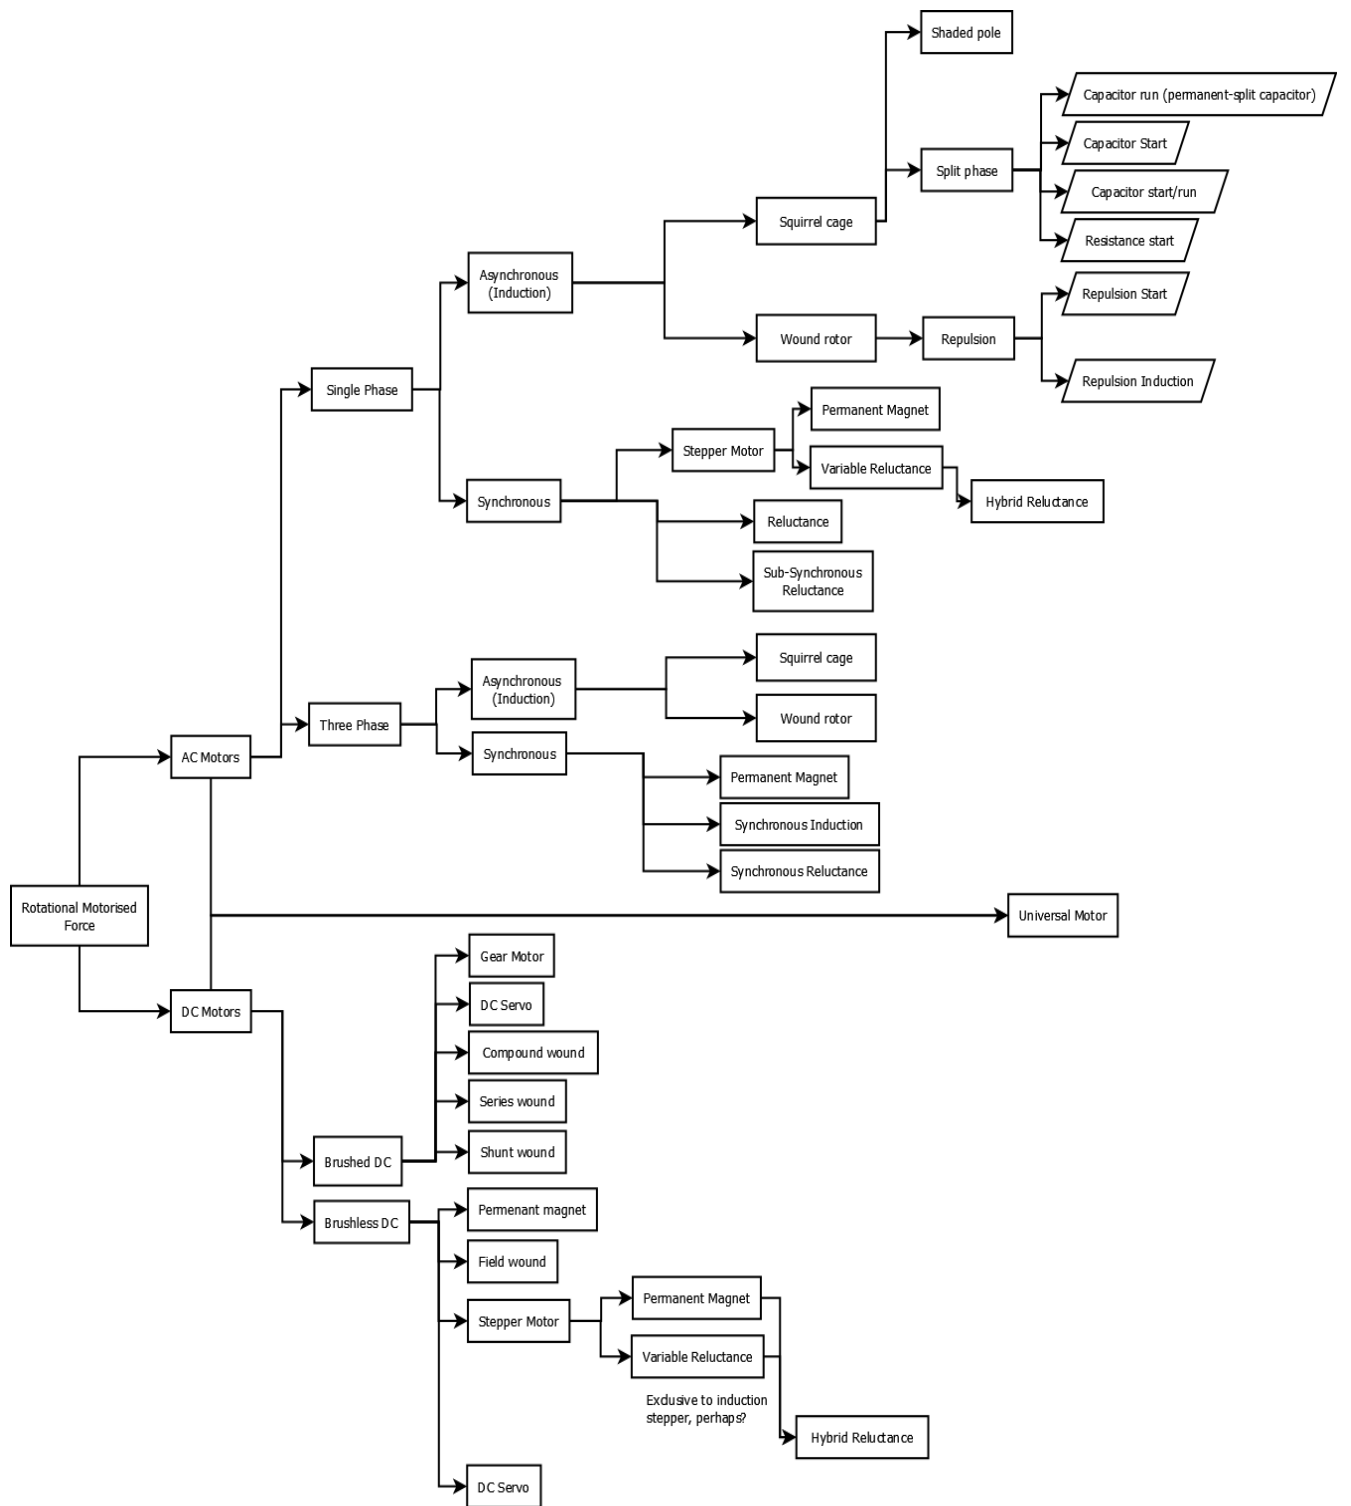 Shaded pole
Capacitor run (permanent-split capacitor)
Capacitor Start
Split phase
Capacitor start/run
Squirrel cage
Resistance start
Asynchronous
(Induction)
Repulsion Start
Wound rotor
Repulsion
Repulsion Induction
Single Phase
Permanent Magnet
Stepper Motor
Variable Reluctance
Synchronous
Hybrid Reluctance
Reluctance
Sub-Synchronous
Reluctance
Squirrel cage
Asynchronous
(Induction)
Wound rotor
Three Phase
Synchronous
AC Motors
Permanent Magnet
Synchronous Induction
Synchronous Reluctance
Rotational Motorised
Force
Universal Motor
Gear Motor
DC Servo
DC Motors
Compound wound
Series wound
Shunt wound
Brushed DC
Permenant magnet
Brushless DC
Field wound
Permanent Magnet
Stepper Motor
Variable Reluctance
Exclusive to induction
stepper, perhaps?
Hybrid Reluctance
DC Servo